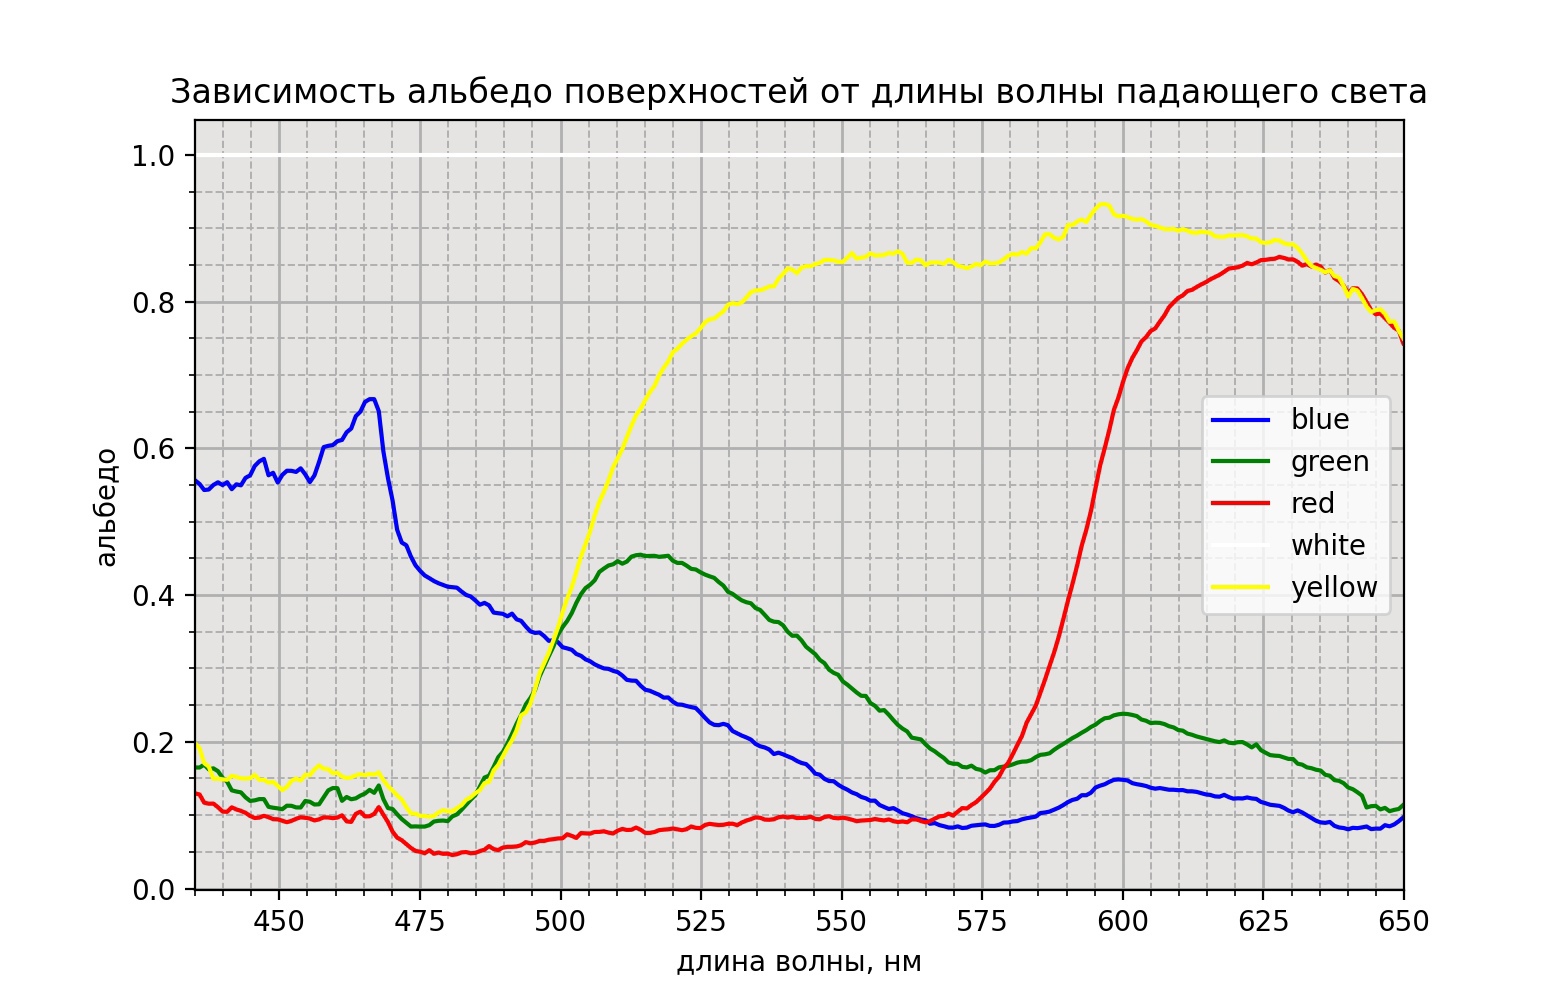 Зависимость альбедо поверхностей от длины волны падающего света
1.0
0.8
0.6
0.4
0.2
0.0
альбедо
blue
green
red
white
yellow
450 475 500 525 550 575 600 625 650
длина волны, нм